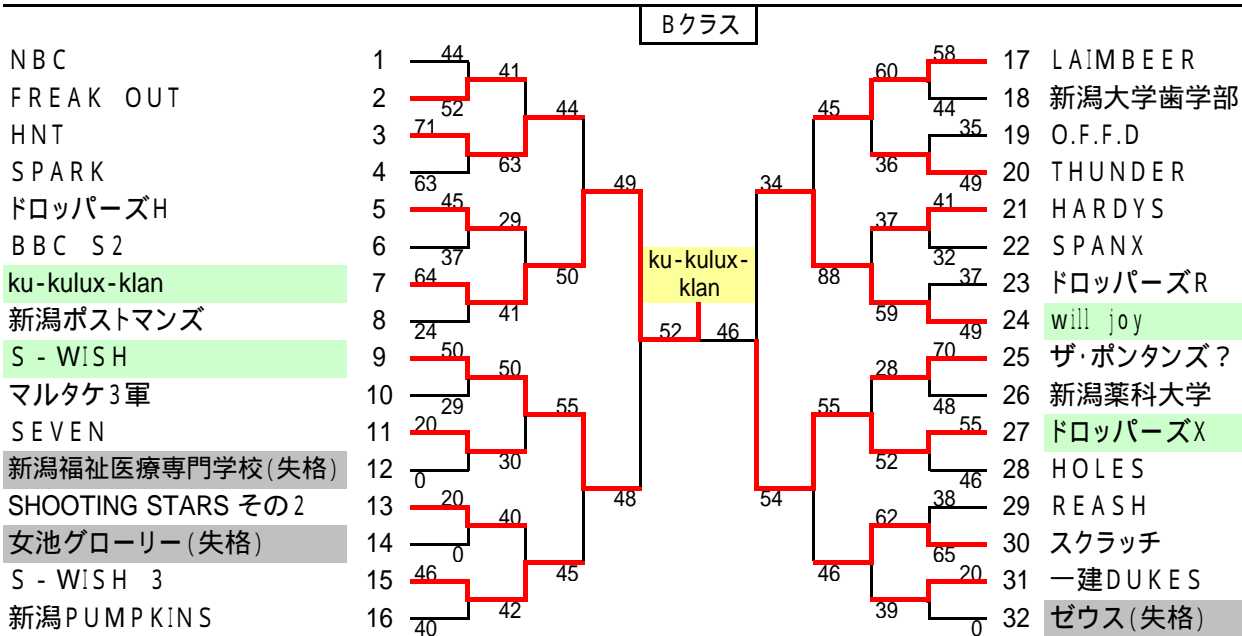 Bクラス
NBC 1 44
41
FREAK OUT 2 52
44
HNT 3 71
63
SPARK 4 63
49
ドロッパーズH 5 45
29
BBC S2 6 37
50
ku-kulux-klan 7 64
41
新潟ポストマンズ 8 24
S-WISH 9 50
50
マルタケ3軍 10 29
55
SEVEN 11 20
30
新潟福祉医療専門学校(失格) 12 0
48
SHOOTING STARS その2 13 20
40
女池グローリー(失格) 14 0
45
S-WISH 3 15 46
42
新潟PUMPKINS 16 40
ku-kulux-
klan
52 46
58 17 LAIMBEER
60
44 18 新潟大学歯学部
45
35 19 O.F.F.D
36
49 20 THUNDER
34
41 21 HARDYS
37
32 22 SPANX
88
37 23 ドロッパーズR
59
49 24 will joy
70 25 ザ・ポンタンズ?
28
48 26 新潟薬科大学
55
55 27 ドロッパーズX
52
46 28 HOLES
54
38 29 REASH
62
65 30 スクラッチ
46
20 31 一建DUKES
39
0 32 ゼウス(失格)